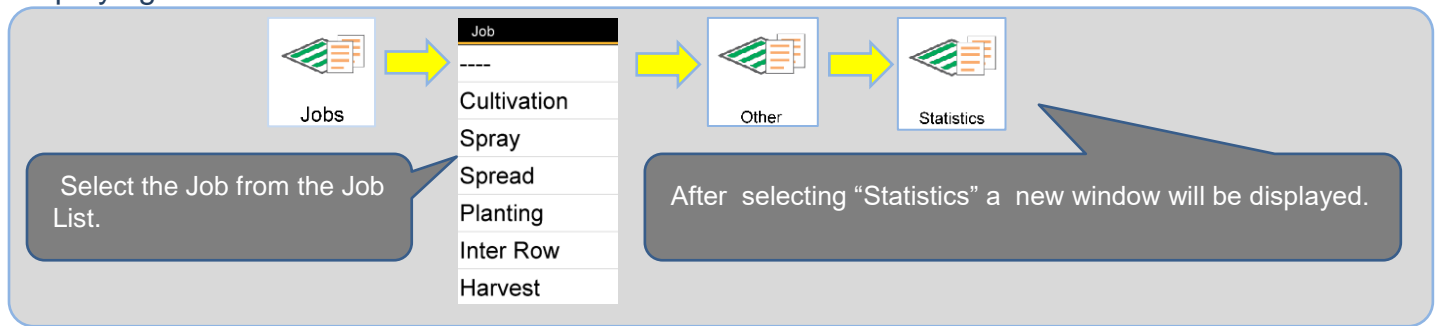 Jobs
Job
----
Cultivation
Spray
Spread
Planting
Inter Row
Harvest
Other
Statistics
Select the Job from the Job
List.
After selecting “Statistics” a new window will be displayed.